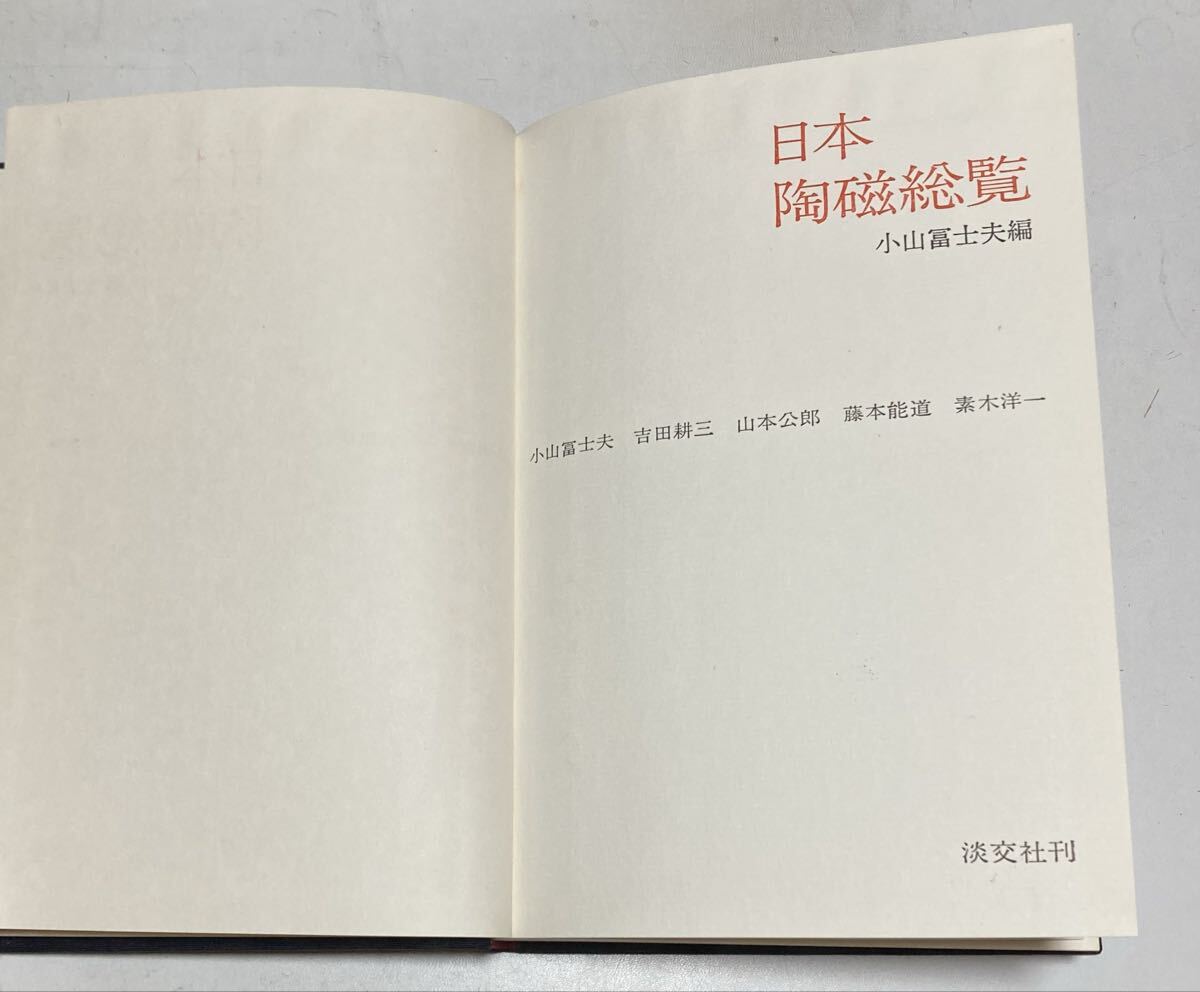 日本
陶磁総覧
小山冨士夫編
小山冨士夫 吉田耕三 山本公郎 藤本能道 素木洋一
淡交社刊